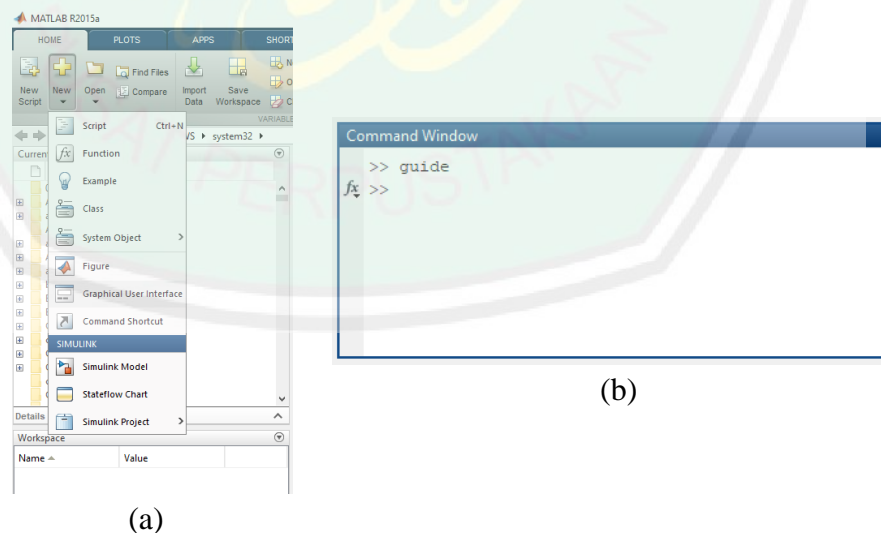 MATLAB R2015a
HOME PLOTS APPS SHORT
New Script
New
Open
Find Files
Compare
Import Data
Save Workspace
VARIABLE
Script Ctrl+N
Function
Example
Class
System Object >
Figure
Graphical User Interface
Command Shortcut
SIMULINK
Simulink Model
Stateflow Chart
Simulink Project >
system32
Curren
Details
Workspace
Name Value
(a)
Command Window
>> guide
fx >>
(b)
PERPUSTAKAAN